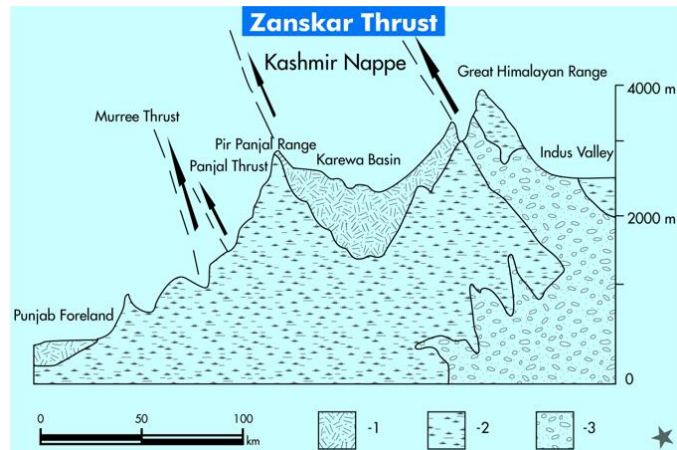 Zanskar Thrust
Kashmir Nappe
Great Himalayan Range
4000 m
Murree Thrust
Pir Panjal Range
Panjal Thrust
Karewa Basin
Indus Valley
2000 m
Punjab Foreland
0
0 50 100
km
-1 -2 -3